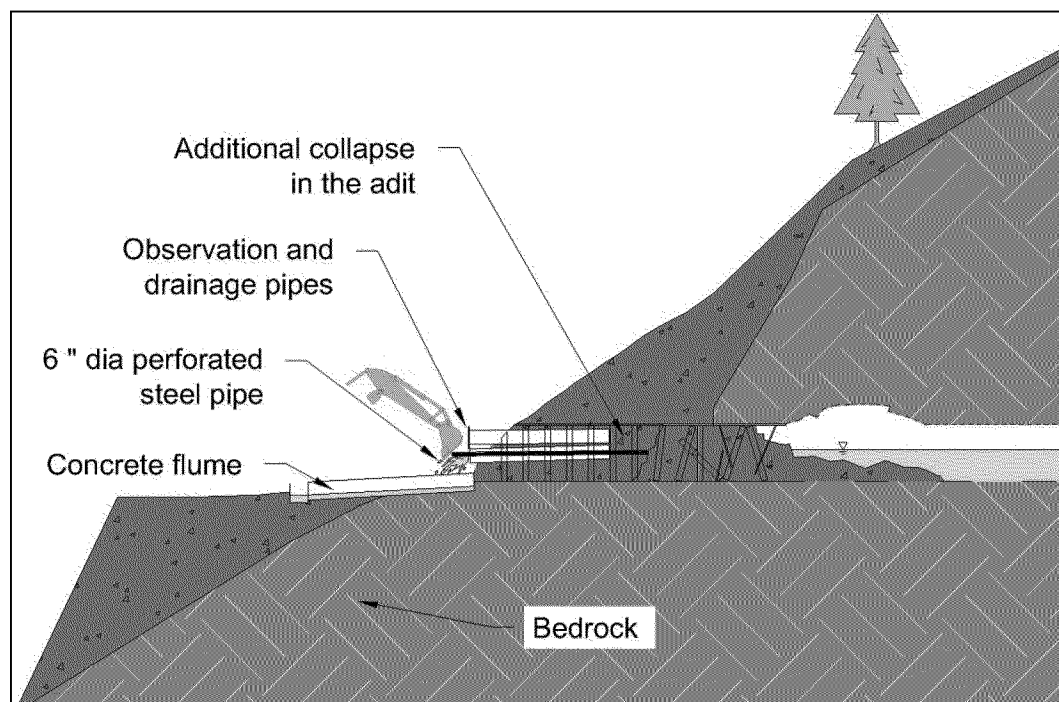 Additional collapse
in the adit
Observation and
drainage pipes
6 " dia perforated
steel pipe
Concrete flume
Bedrock